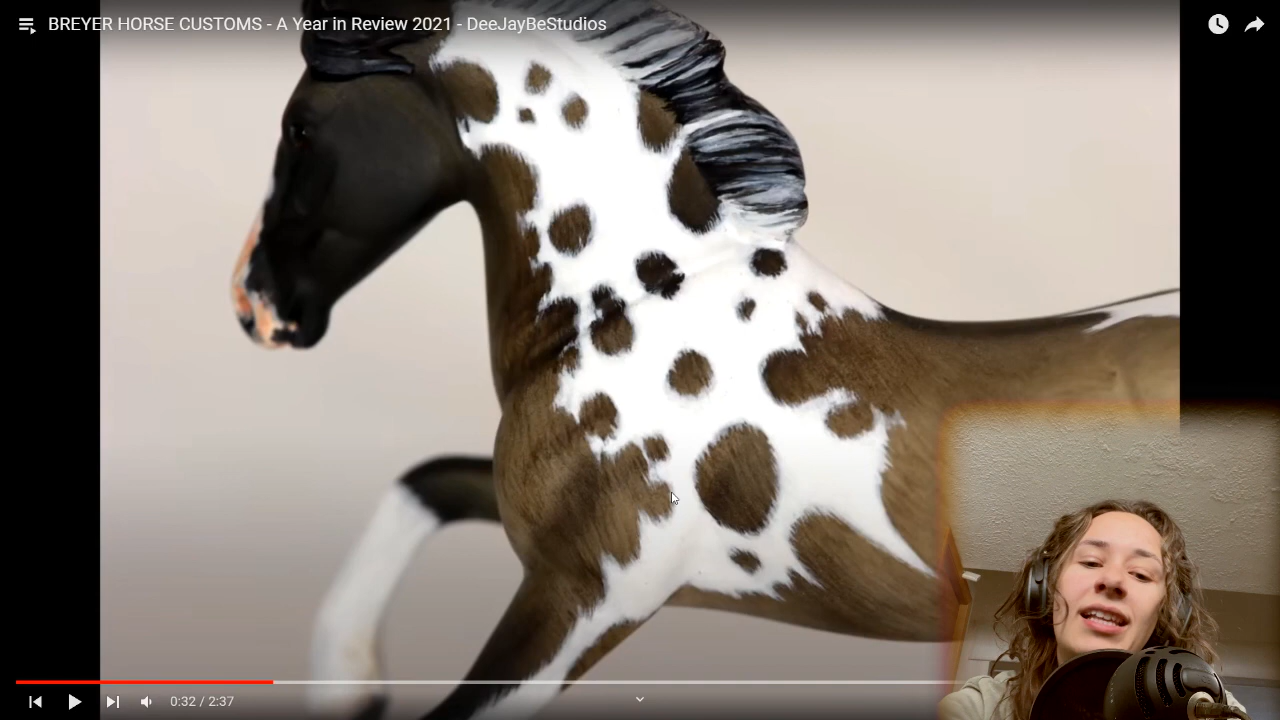 BREYER HORSE CUSTOMS - A Year in Review 2021 - DeeJayBeStudios
0:32 / 2:37